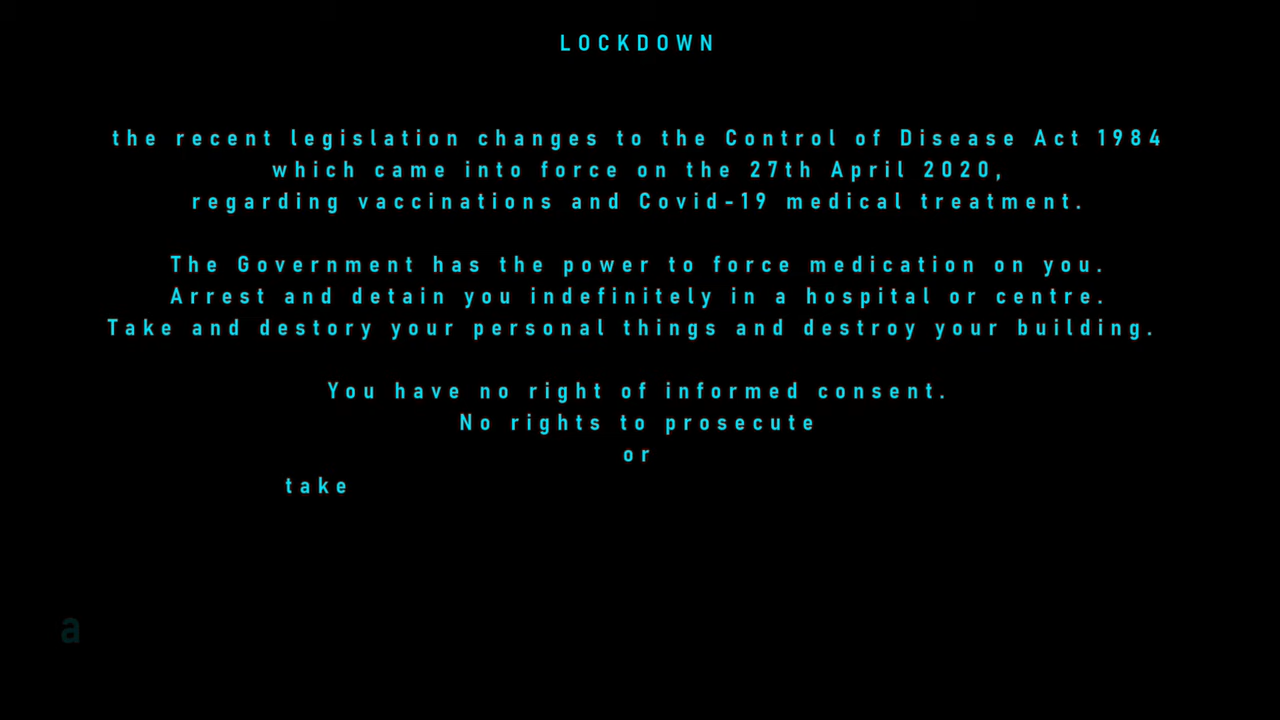 LOCKDOWN
the recent legislation changes to the Control of Disease Act 1984
which came into force on the 27th April 2020,
regarding vaccinations and Covid-19 medical treatment.
The Government has the power to force medication on you.
Arrest and detain you indefinitely in a hospital or centre.
Take and destory your personal things and destroy your building.
You have no right of informed consent.
No rights to prosecute
or
take
a